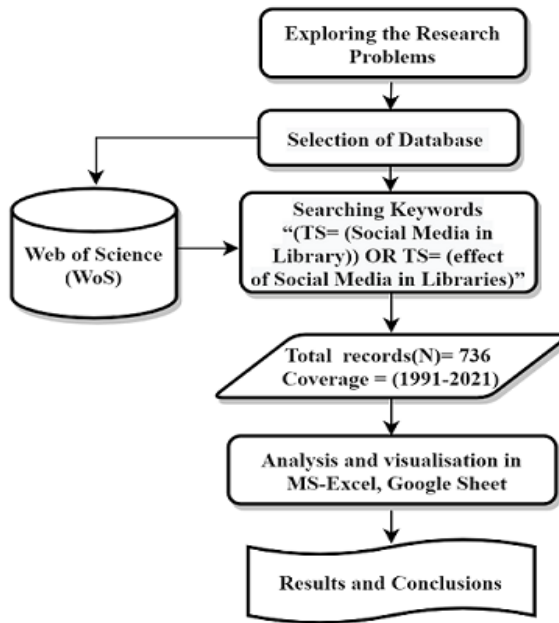 Exploring the Research
Problems
Selection of Database
Web of Science
(WoS)
Searching Keywords
“(TS= (Social Media in
Library)) OR TS= (effect
of Social Media in Libraries)”
Total records(N)= 736
Coverage = (1991-2021)
Analysis and visualisation in
MS-Excel, Google Sheet
Results and Conclusions